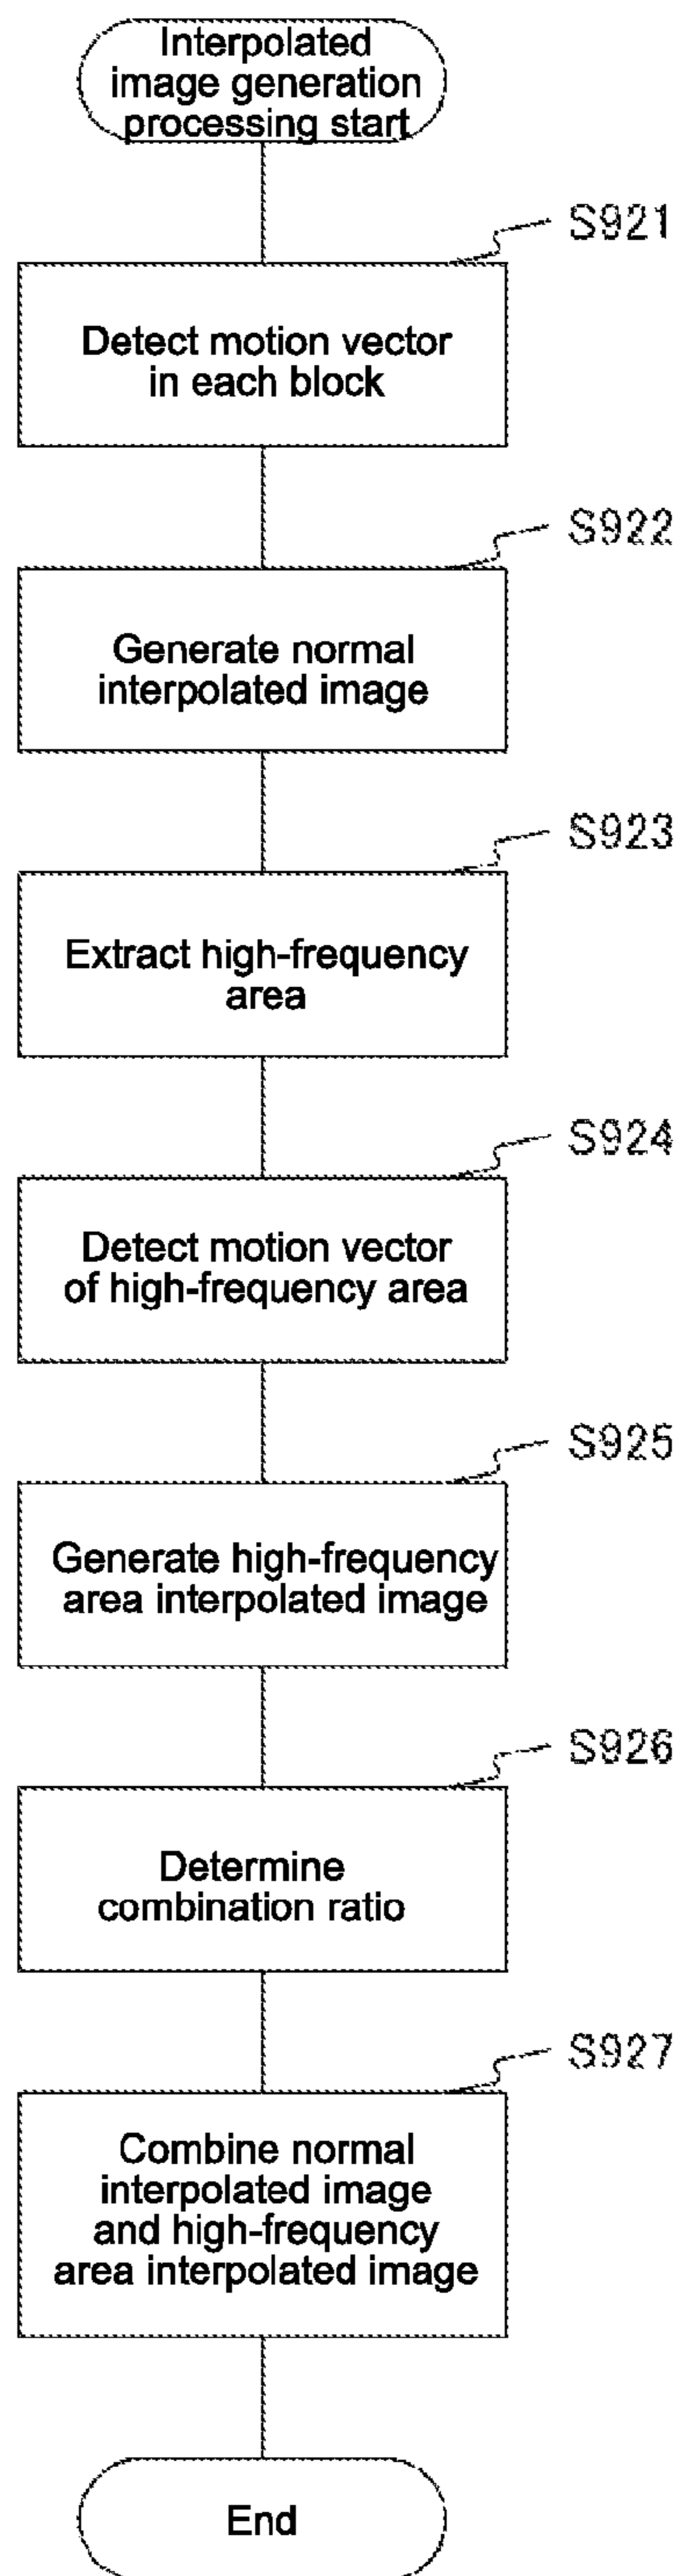 Interpolated
image generation
processing start
S921
Detect motion vector
in each block
S922
Generate normal
interpolated image
S923
Extract high-frequency
area
S924
Detect motion vector
of high-frequency area
S925
Generate high-frequency
area interpolated image
S926
Determine
combination ratio
S927
Combine normal
interpolated image
and high-frequency
area interpolated image
End